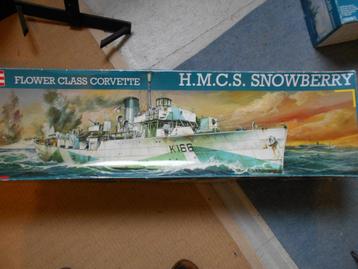 FLOWER CLASS CORVETTE
H.M.C.S. SNOWBERRY
K166